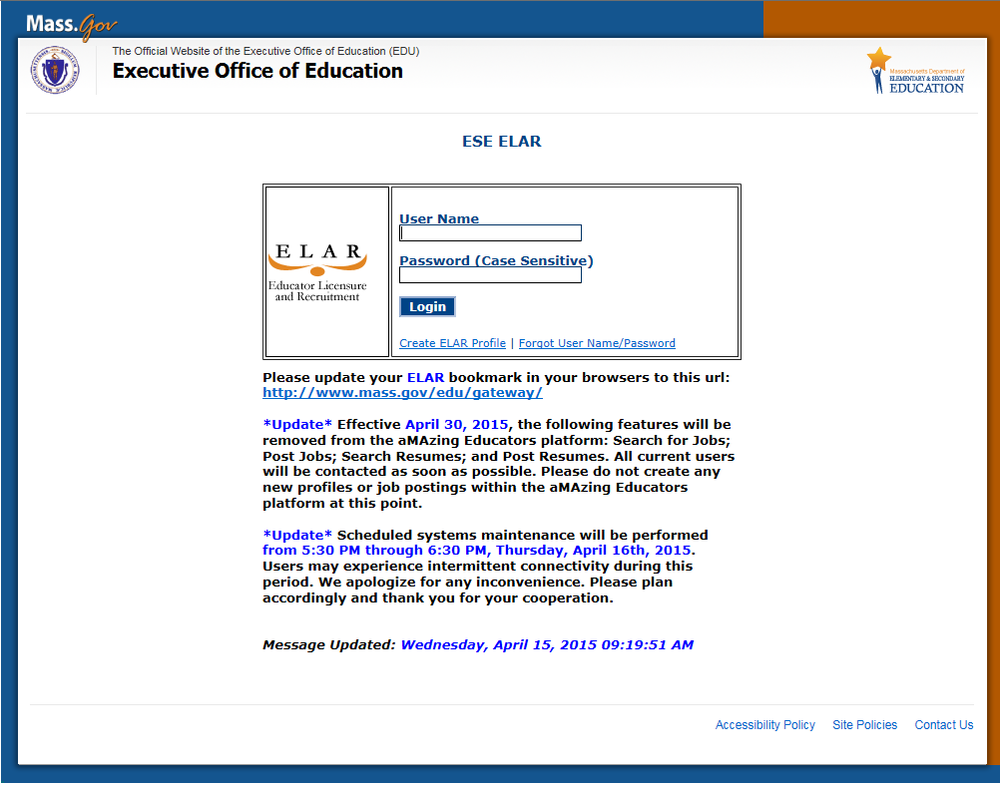 Mass.Gov
The Official Website of the Executive Office of Education (EDU)
Executive Office of Education
Massachusetts Department of
ELEMENTARY & SECONDARY
EDUCATION
ESE ELAR
ELAR
Educator Licensure
and Recruitment
User Name
Password (Case Sensitive)
Login
Create ELAR Profile | Forgot User Name/Password
Please update your ELAR bookmark in your browsers to this url:
http://www.mass.gov/edu/gateway/
*Update* Effective April 30, 2015, the following features will be
removed from the aMAzing Educators platform: Search for Jobs;
Post Jobs; Search Resumes; and Post Resumes. All current users
will be contacted as soon as possible. Please do not create any
new profiles or job postings within the aMAzing Educators
platform at this point.
*Update* Scheduled systems maintenance will be performed
from 5:30 PM through 6:30 PM, Thursday, April 16th, 2015.
Users may experience intermittent connectivity during this
period. We apologize for any inconvenience. Please plan
accordingly and thank you for your cooperation.
Message Updated: Wednesday, April 15, 2015 09:19:51 AM
Accessibility Policy Site Policies Contact Us